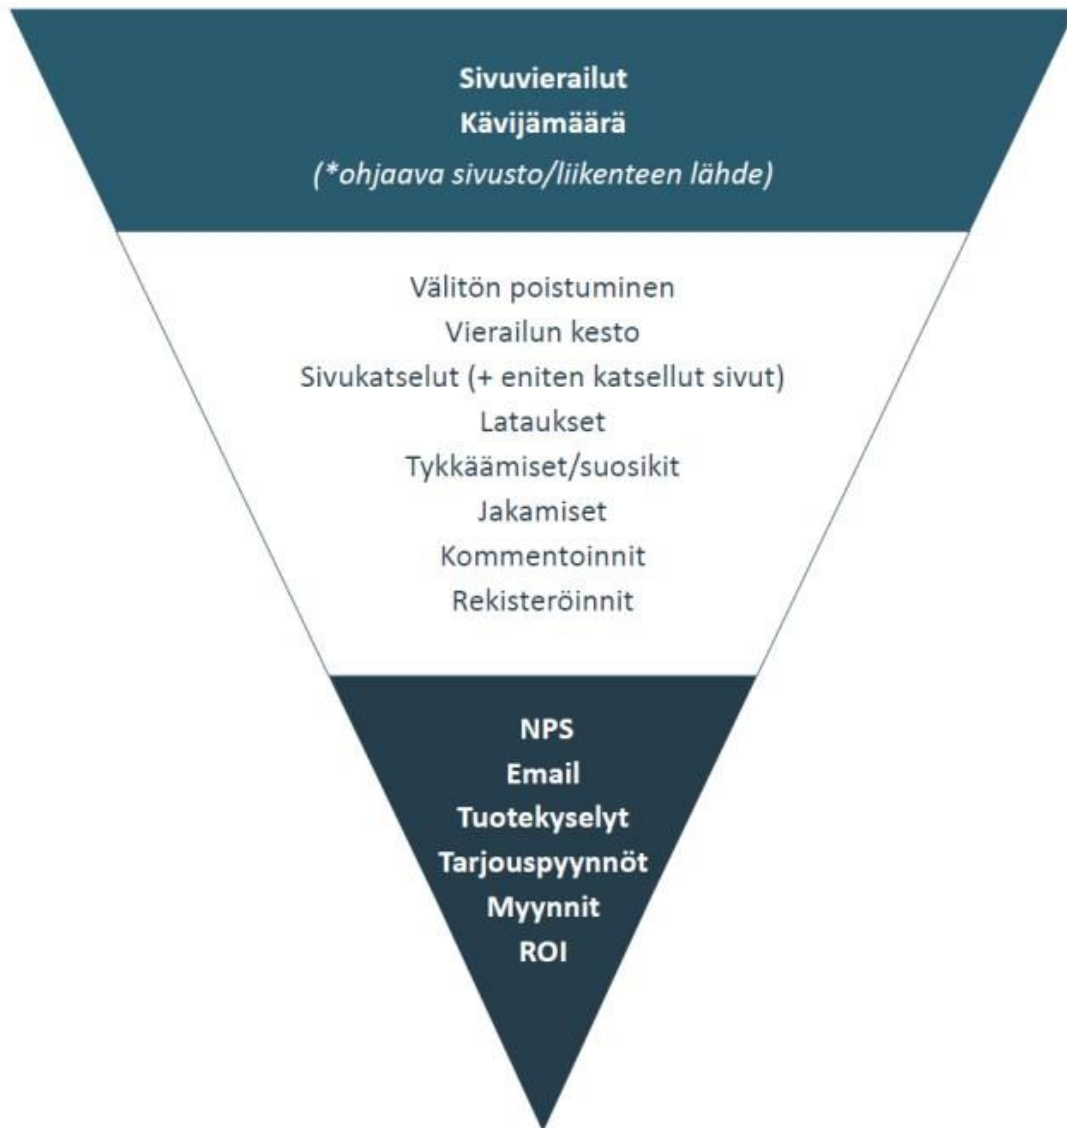 Sivuvierailut
Kävijämäärä
(*ohjaava sivusto/liikenteen lähde)
Välitön poistuminen
Vierailun kesto
Sivukatselut (+ eniten katsellut sivut)
Lataukset
Tykkäämiset/suosikit
Jakamiset
Kommentoinnit
Rekisteröinnit
NPS
Email
Tuotekyselyt
Tarjouspyynnöt
Myynnit
ROI